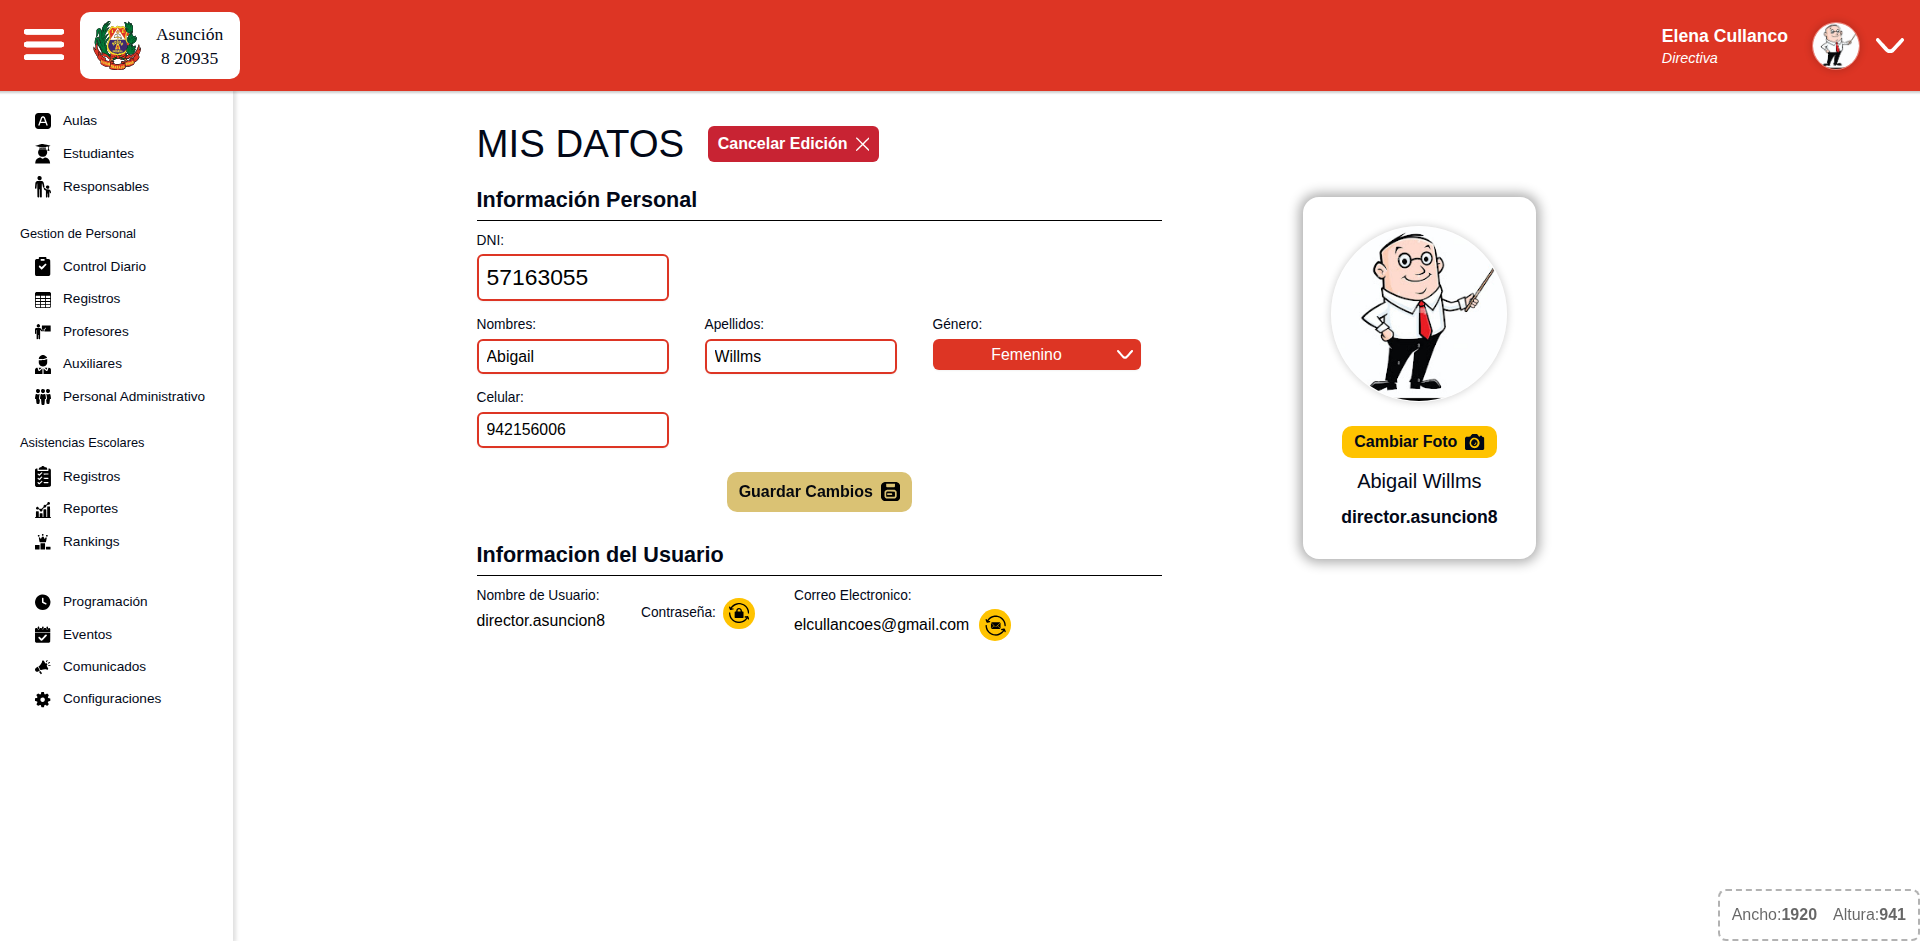 Asunción
8 20935
Elena Cullanco
Directiva
Aulas
Estudiantes
Responsables
Gestion de Personal
Control Diario
Registros
Profesores
Auxiliares
Personal Administrativo
Asistencias Escolares
Registros
Reportes
Rankings
Programación
Eventos
Comunicados
Configuraciones
MIS DATOS
Cancelar Edición
Información Personal
DNI:
57163055
Nombres: Apellidos: Género:
Abigail Willms Femenino
Celular:
942156006
Guardar Cambios
Informacion del Usuario
Nombre de Usuario: Contraseña: Correo Electronico:
director.asuncion8 elcullancoes@gmail.com
Cambiar Foto
Abigail Willms
director.asuncion8
Ancho:1920 Altura:941